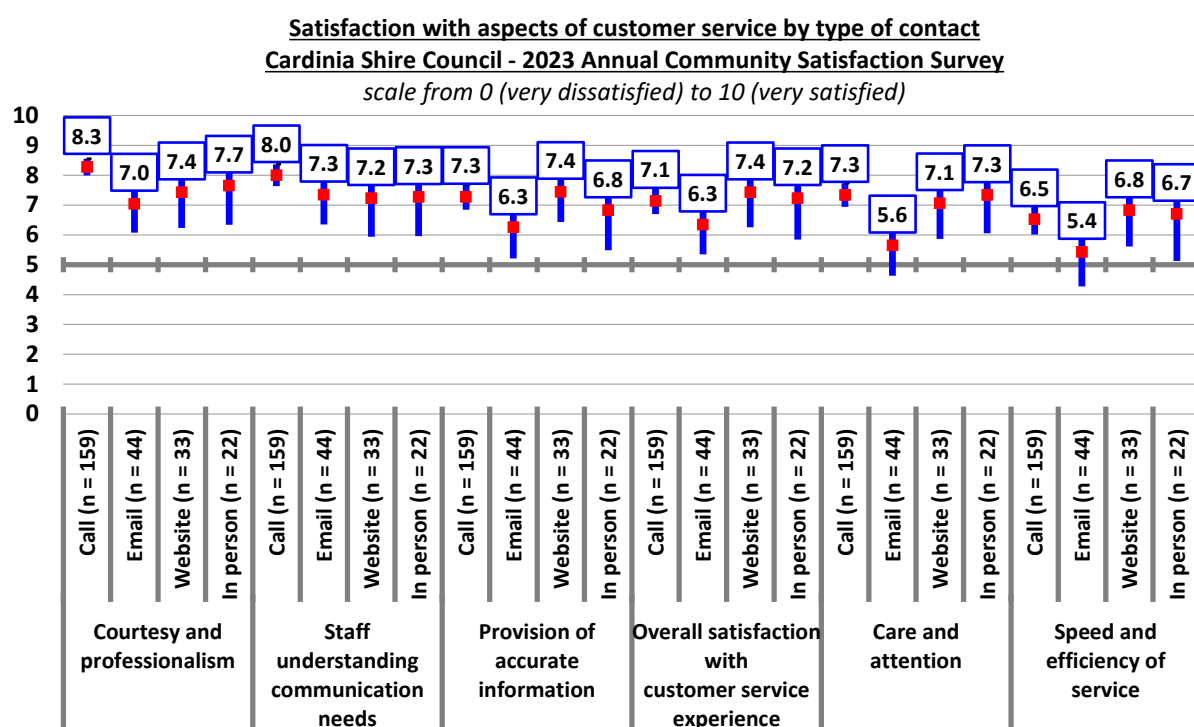 Satisfaction with aspects of customer service by type of contact
Cardinia Shire Council - 2023 Annual Community Satisfaction Survey
scale from 0 (very dissatisfied) to 10 (very satisfied)
10
9
8
7
6
5
4
3
2
1
0
8.3
7.0
7.4
7.7
8.0
7.3
7.2
7.3
7.3
6.3
7.4
6.8
7.1
6.3
7.4
7.2
7.3
5.6
7.1
7.3
6.5
5.4
6.8
6.7
Call (n = 159)
Email (n = 44)
Website (n = 33)
In person (n = 22)
Call (n = 159)
Email (n = 44)
Website (n = 33)
In person (n = 22)
Call (n = 159)
Email (n = 44)
Website (n = 33)
In person (n = 22)
Call (n = 159)
Email (n = 44)
Website (n = 33)
In person (n = 22)
Call (n = 159)
Email (n = 44)
Website (n = 33)
In person (n = 22)
Call (n = 159)
Email (n = 44)
Website (n = 33)
In person (n = 22)
Courtesy and
professionalism
Staff
understanding
communication
needs
Provision of
accurate
information
Overall satisfaction
with
customer service
experience
Care and
attention
Speed and
efficiency of
service